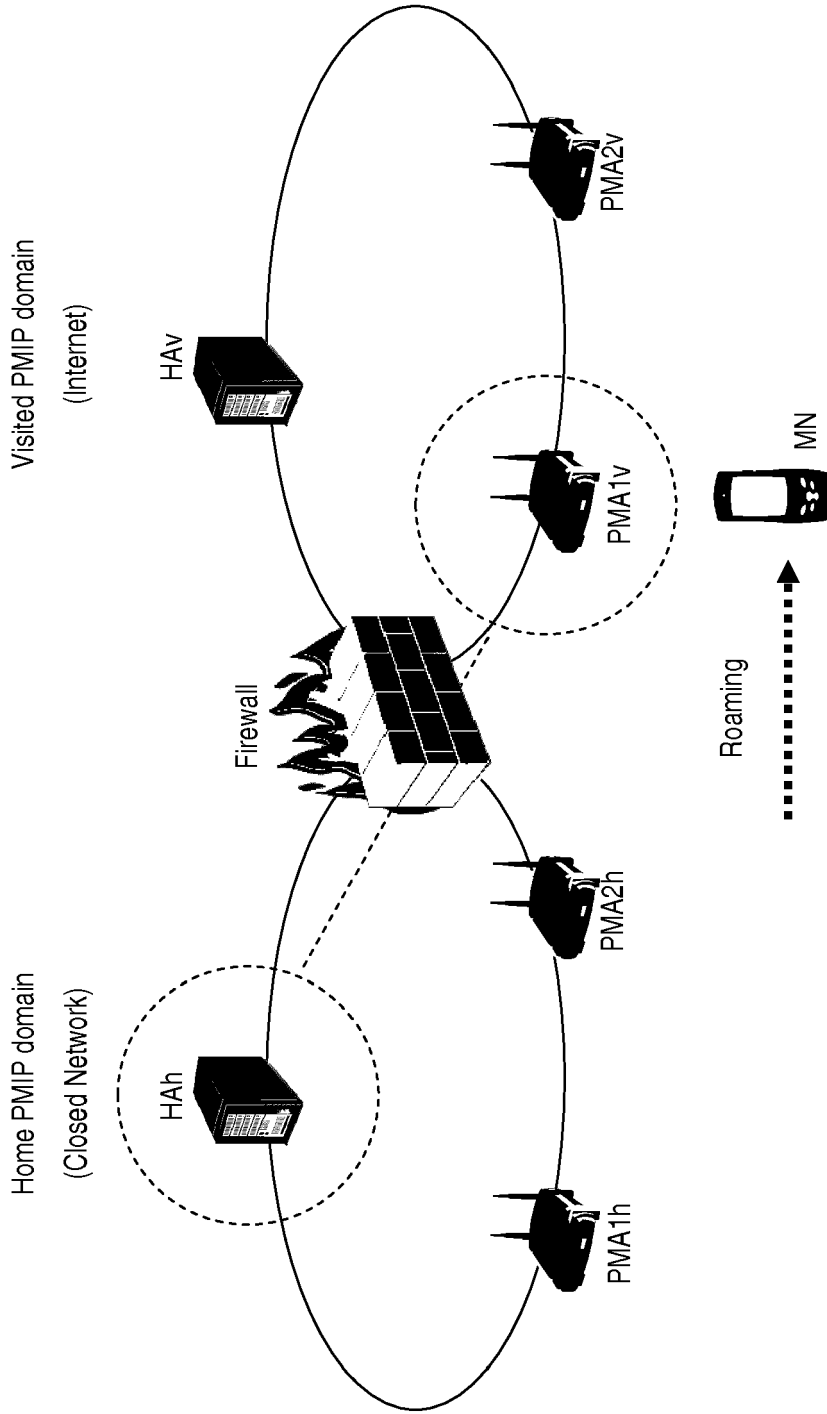 Home PMIP domain
(Closed Network)
Visited PMIP domain
(Internet)
HAh
Firewall
HAv
PMA1h
PMA2h
PMA1v
PMA2v
Roaming
MN